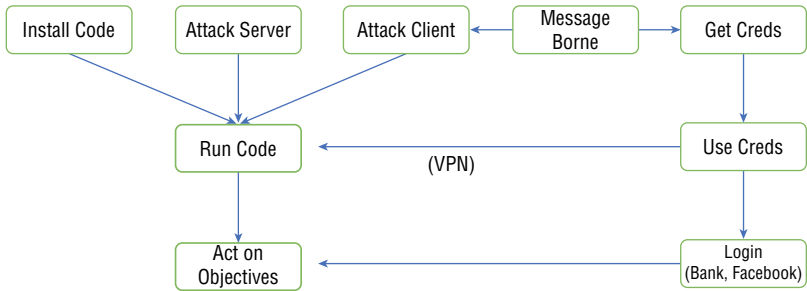 Install Code
Attack Server
Attack Client
Message
Borne
Get Creds
Run Code
(VPN)
Use Creds
Act on
Objectives
Login
(Bank, Facebook)